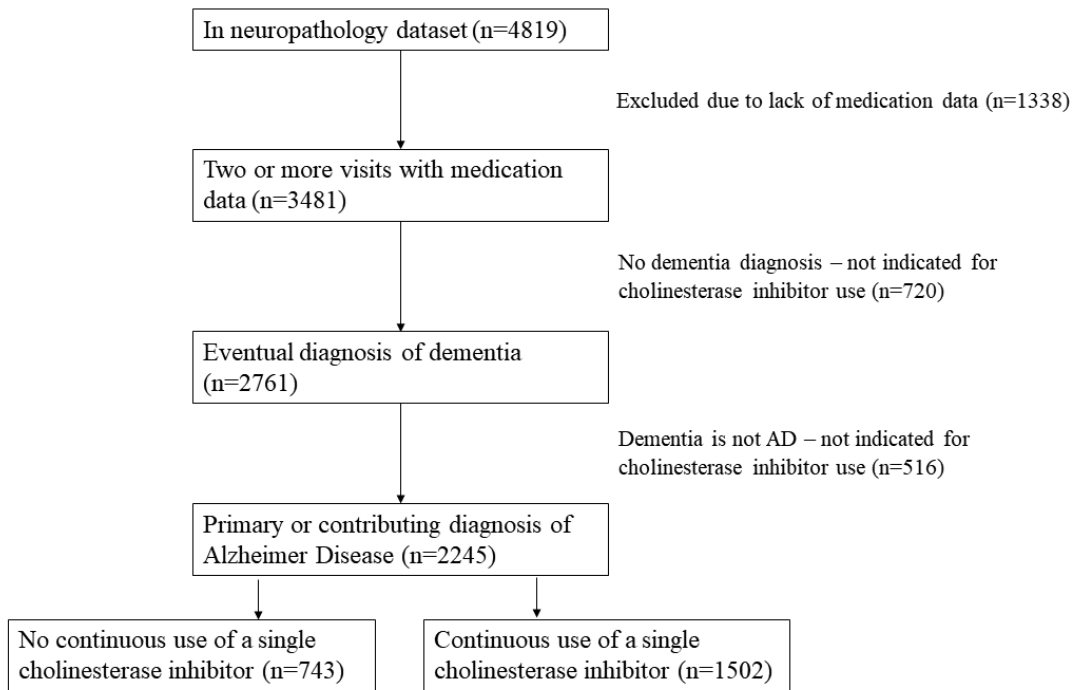 In neuropathology dataset (n=4819)
Excluded due to lack of medication data (n=1338)
Two or more visits with medication
data (n=3481)
No dementia diagnosis – not indicated for
cholinesterase inhibitor use (n=720)
Eventual diagnosis of dementia
(n=2761)
Dementia is not AD – not indicated for
cholinesterase inhibitor use (n=516)
Primary or contributing diagnosis of
Alzheimer Disease (n=2245)
No continuous use of a single
cholinesterase inhibitor (n=743)
Continuous use of a single
cholinesterase inhibitor (n=1502)